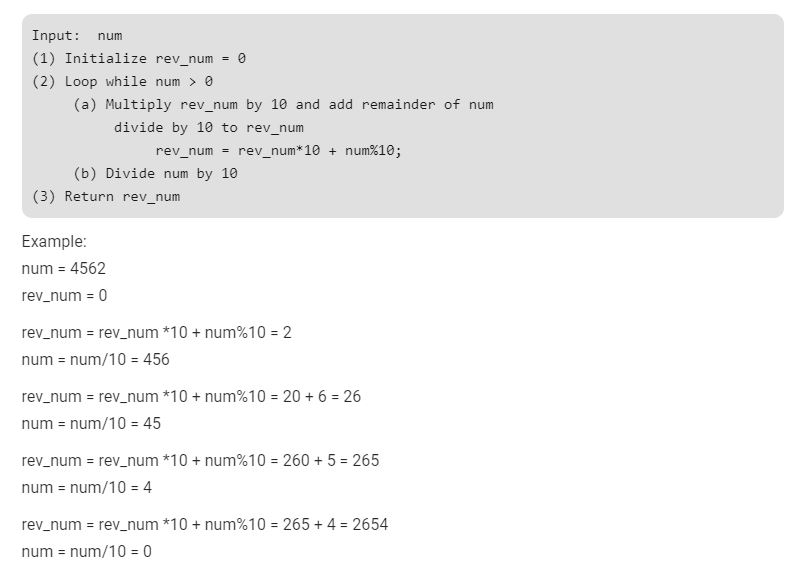 Input:  num
(1) Initialize rev_num = 0
(2) Loop while num > 0
     (a) Multiply rev_num by 10 and add remainder of num
          divide by 10 to rev_num
               rev_num = rev_num*10 + num%10;
     (b) Divide num by 10
(3) Return rev_num
Example:
num = 4562
rev_num = 0
rev_num = rev_num *10 + num%10 = 2
num = num/10 = 456
rev_num = rev_num *10 + num%10 = 20 + 6 = 26
num = num/10 = 45
rev_num = rev_num *10 + num%10 = 260 + 5 = 265
num = num/10 = 4
rev_num = rev_num *10 + num%10 = 265 + 4 = 2654
num = num/10 = 0